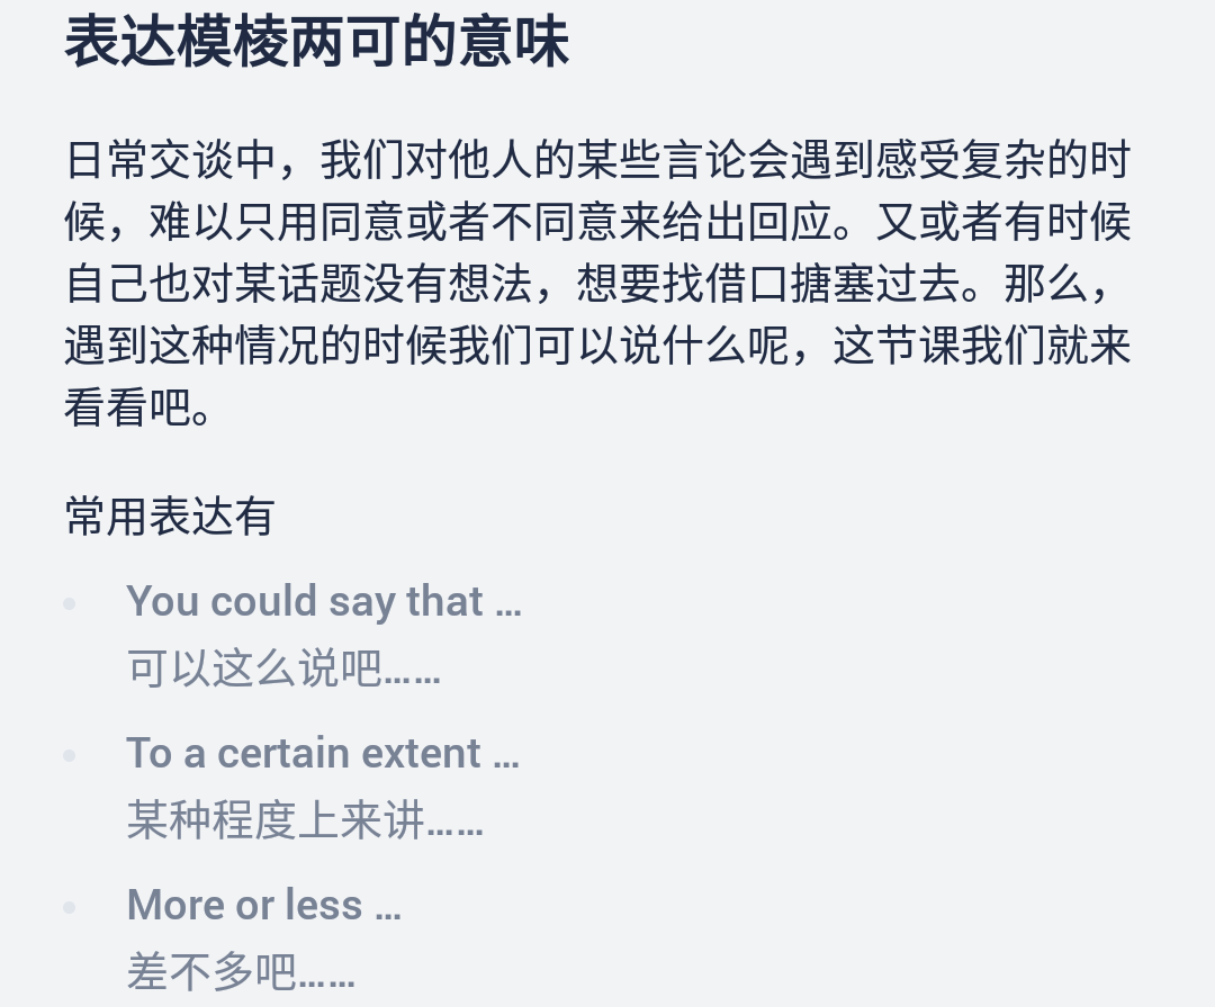 表达模棱两可的意味
日常交谈中，我们对他人的某些言论会遇到感受复杂的时
候，难以只用同意或者不同意来给出回应。又或者有时候
自己也对某话题没有想法，想要找借口搪塞过去。那么，
遇到这种情况的时候我们可以说什么呢，这节课我们就来
看看吧。
常用表达有
You could say that …
可以这么说吧……
To a certain extent …
某种程度上来讲……
More or less …
差不多吧……